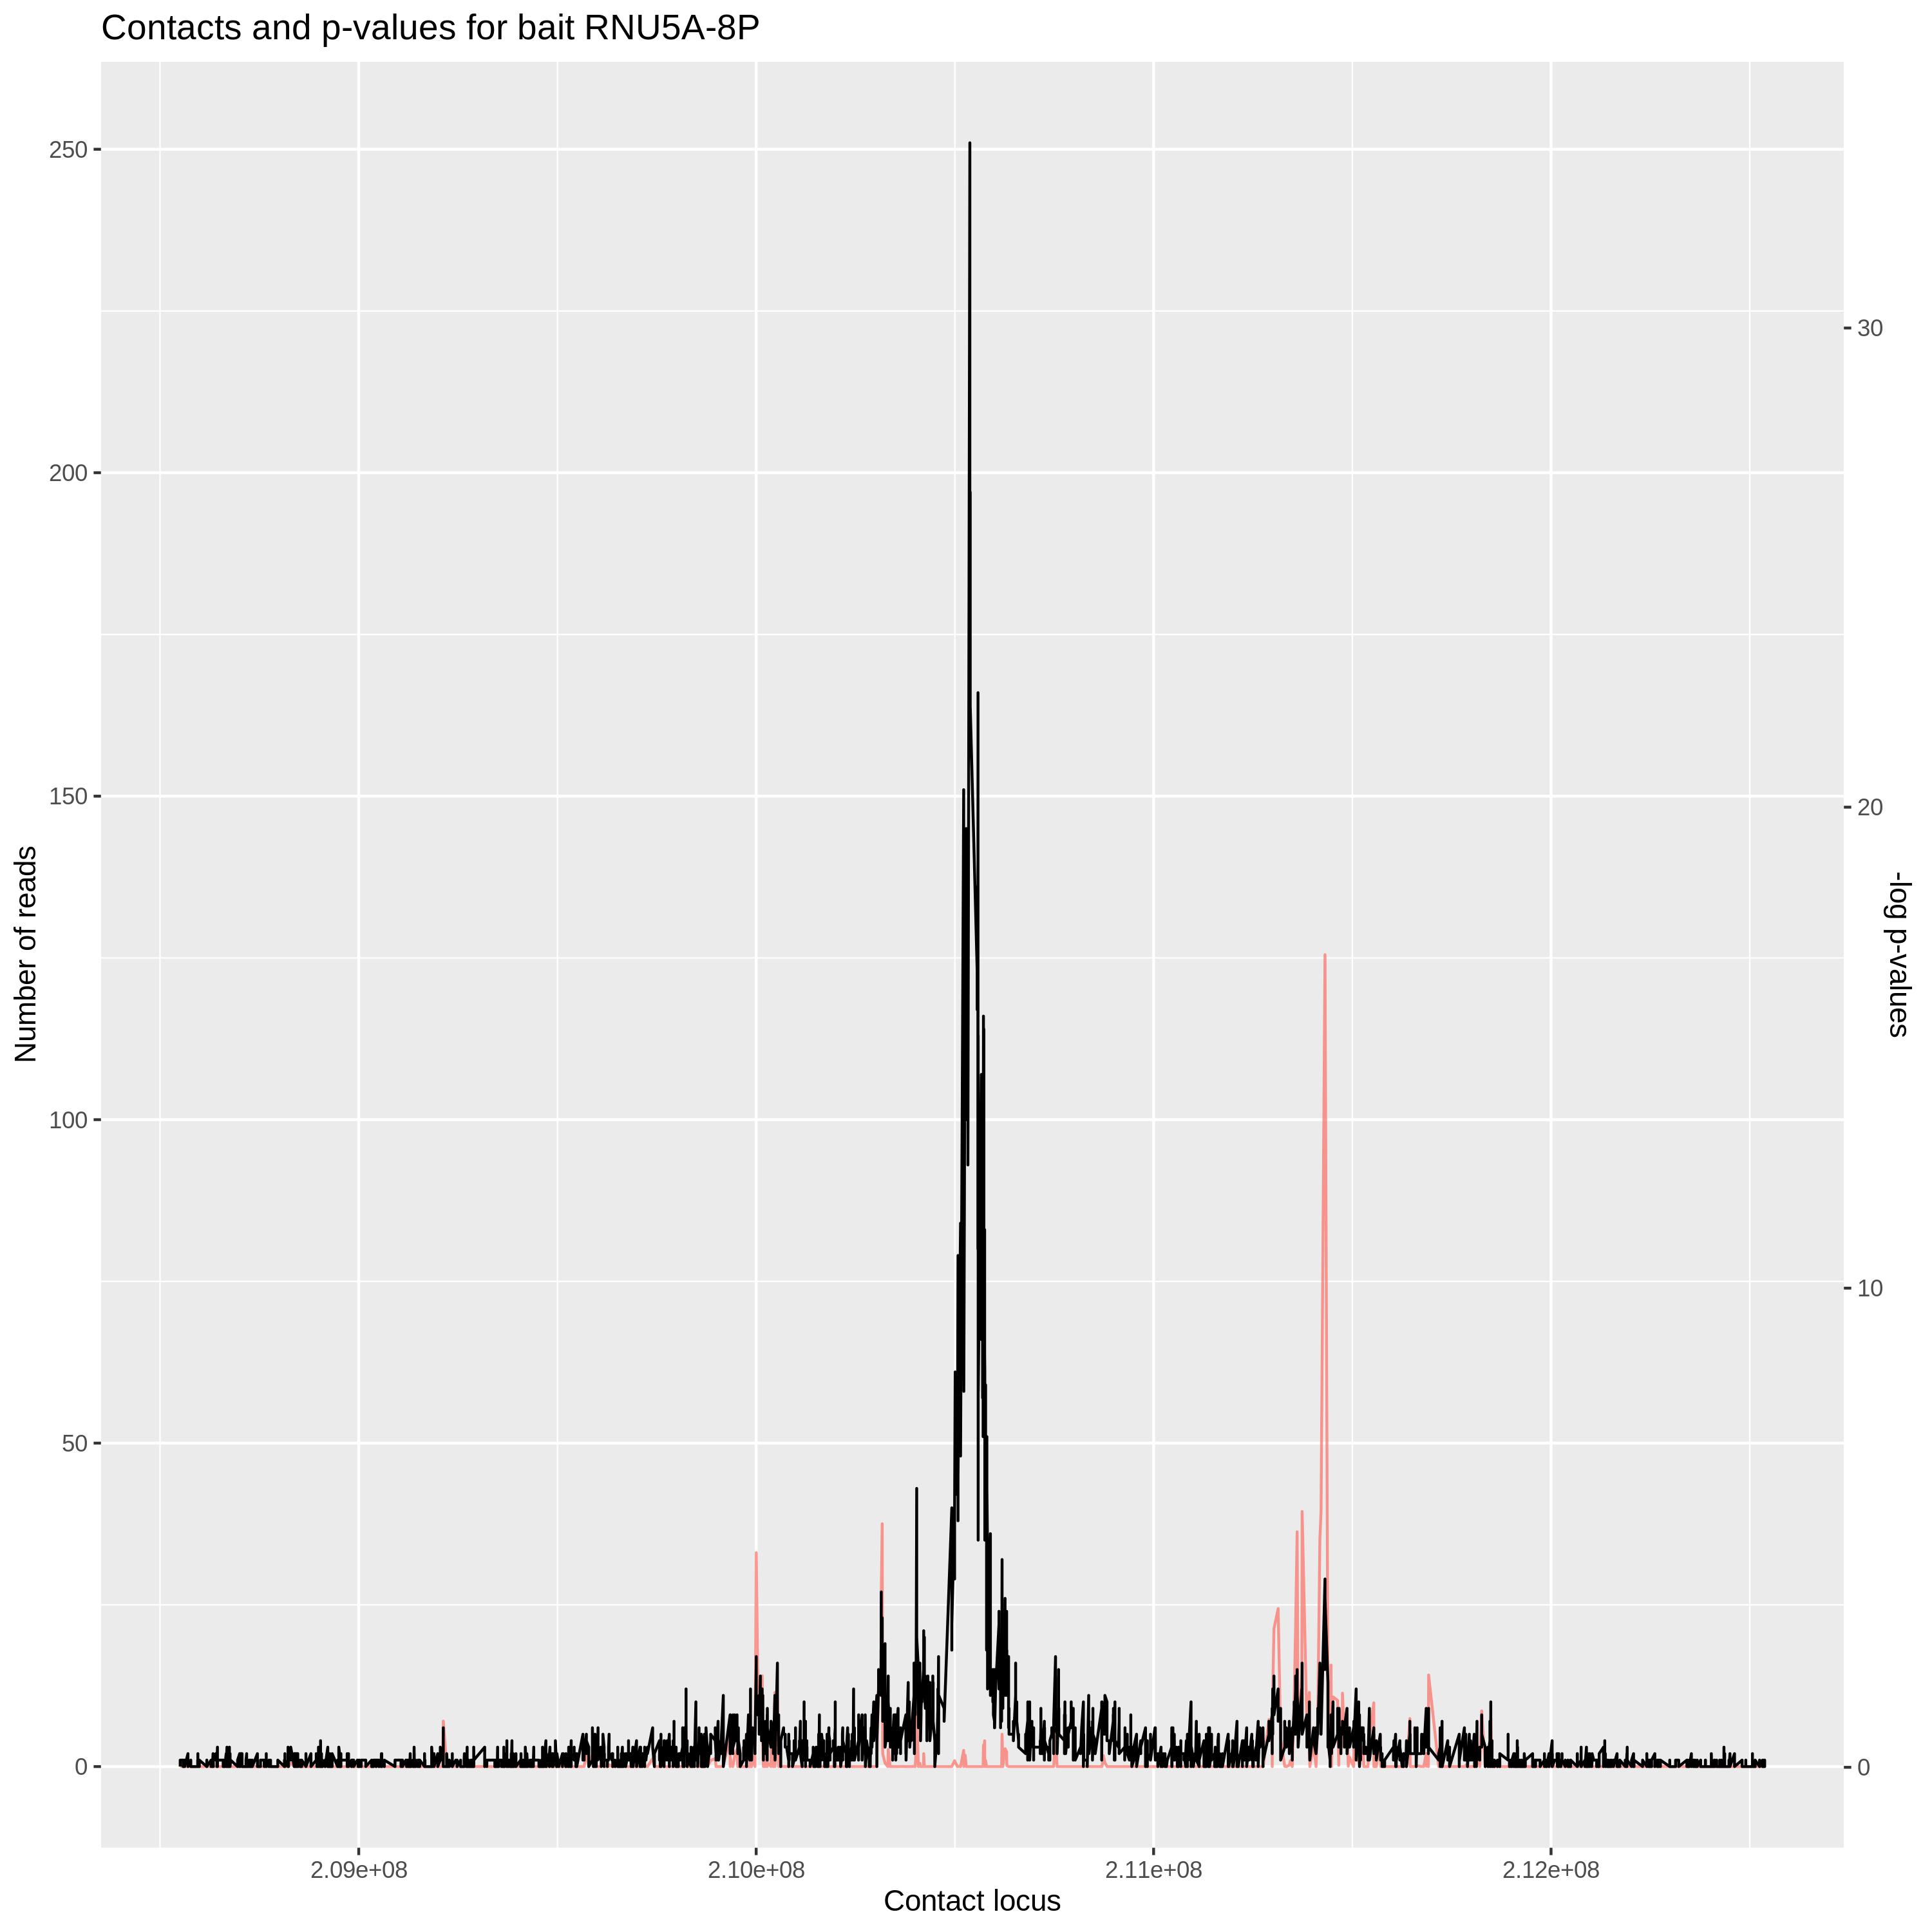 Contacts and p-values for bait RNU5A-8P
250
200
150
100
50
0
Number of reads
30
20
10
0
-log p-values
2.09e+08
2.10e+08
2.11e+08
2.12e+08
Contact locus